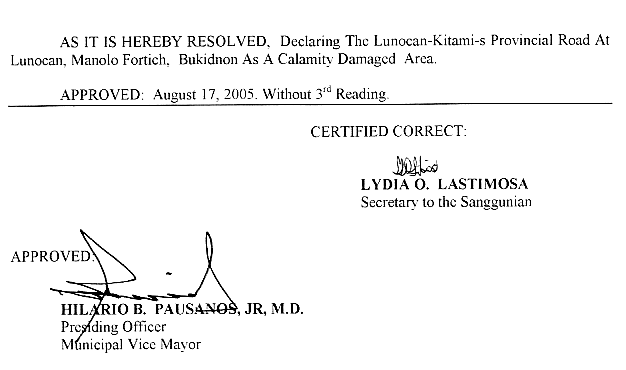 AS IT IS HEREBY RESOLVED, Declaring The Lunocan-Kitami-s Provincial Road At
Lunocan, Manolo Fortich, Bukidnon As A Calamity Damaged Area.
APPROVED: August 17, 2005. Without 3rd Reading.
CERTIFIED CORRECT:
LYDIA O. LASTIMOSA
Secretary to the Sanggunian
APPROVED:
HILARIO B. PAUSANOS, JR, M.D.
Presiding Officer
Municipal Vice Mayor